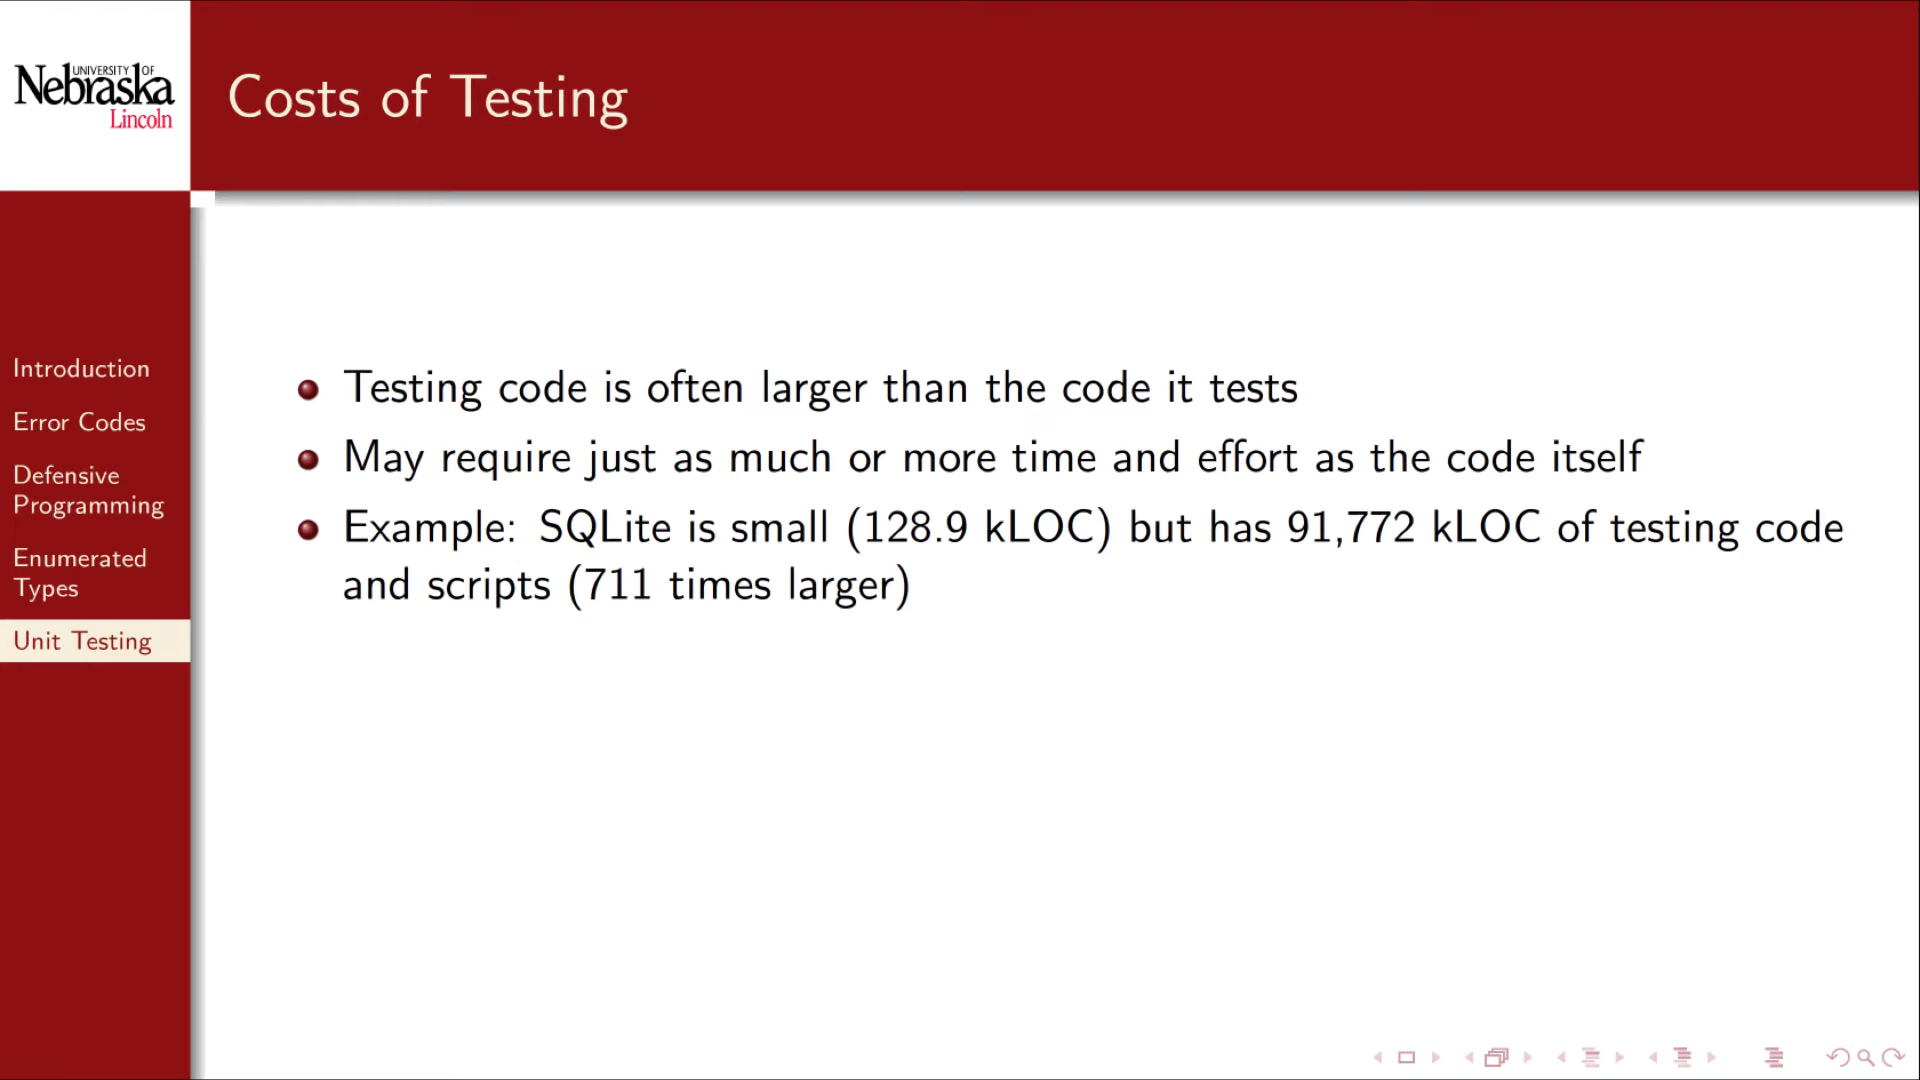 UNIVERSITY OF
Nebraska
Lincoln
Costs of Testing
Introduction
Error Codes
Defensive
Programming
Enumerated
Types
Unit Testing
Testing code is often larger than the code it tests
May require just as much or more time and effort as the code itself
Example: SQLite is small (128.9 kLOC) but has 91,772 kLOC of testing code
and scripts (711 times larger)